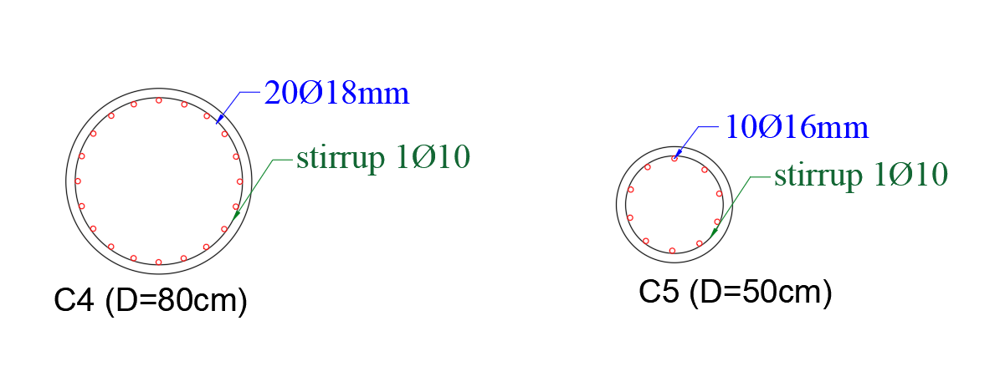 20Ø18mm
stirrup 1Ø10
C4 (D=80cm)
10Ø16mm
stirrup 1Ø10
C5 (D=50cm)